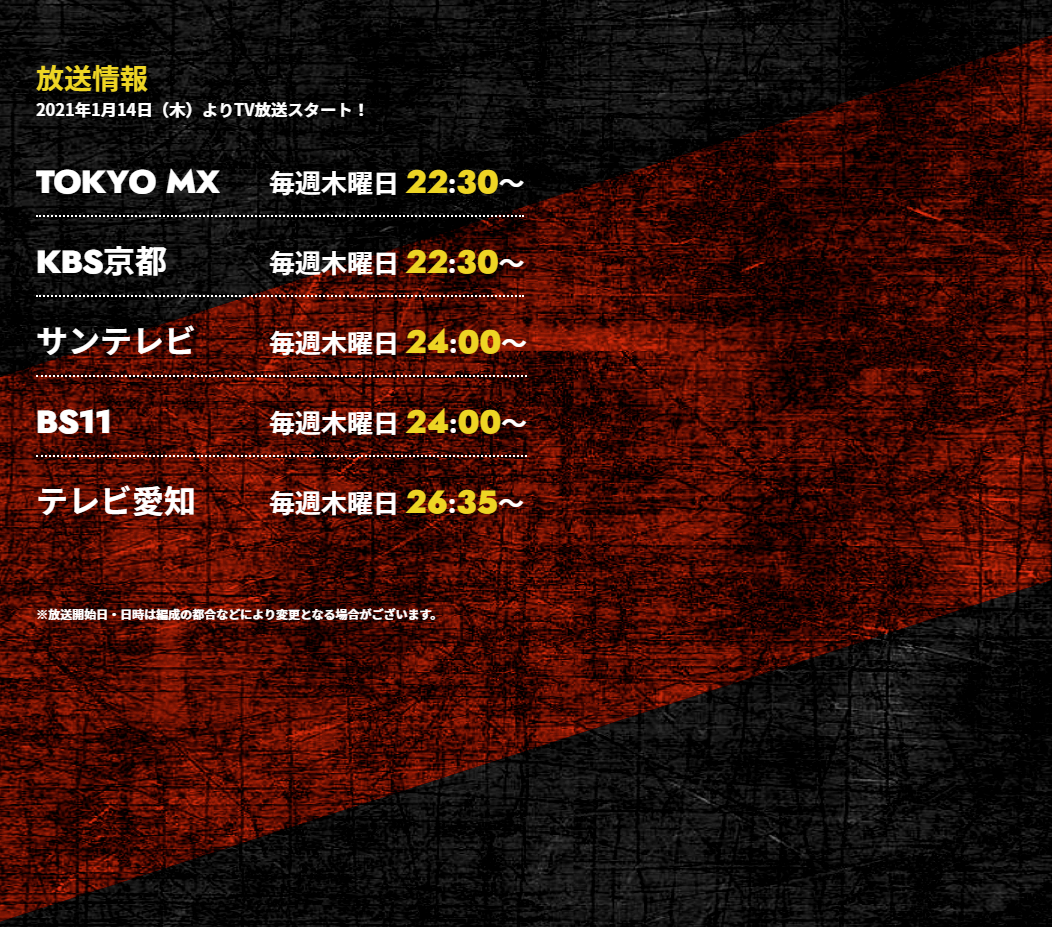 放送情報
2021年1月14日（木）よりTV放送スタート！
TOKYO MX 毎週木曜日 22:30〜
KBS京都 毎週木曜日 22:30〜
サンテレビ 毎週木曜日 24:00〜
BS11 毎週木曜日 24:00〜
テレビ愛知 毎週木曜日 26:35〜
※放送開始日・日時は編成の都合などにより変更となる場合がございます。